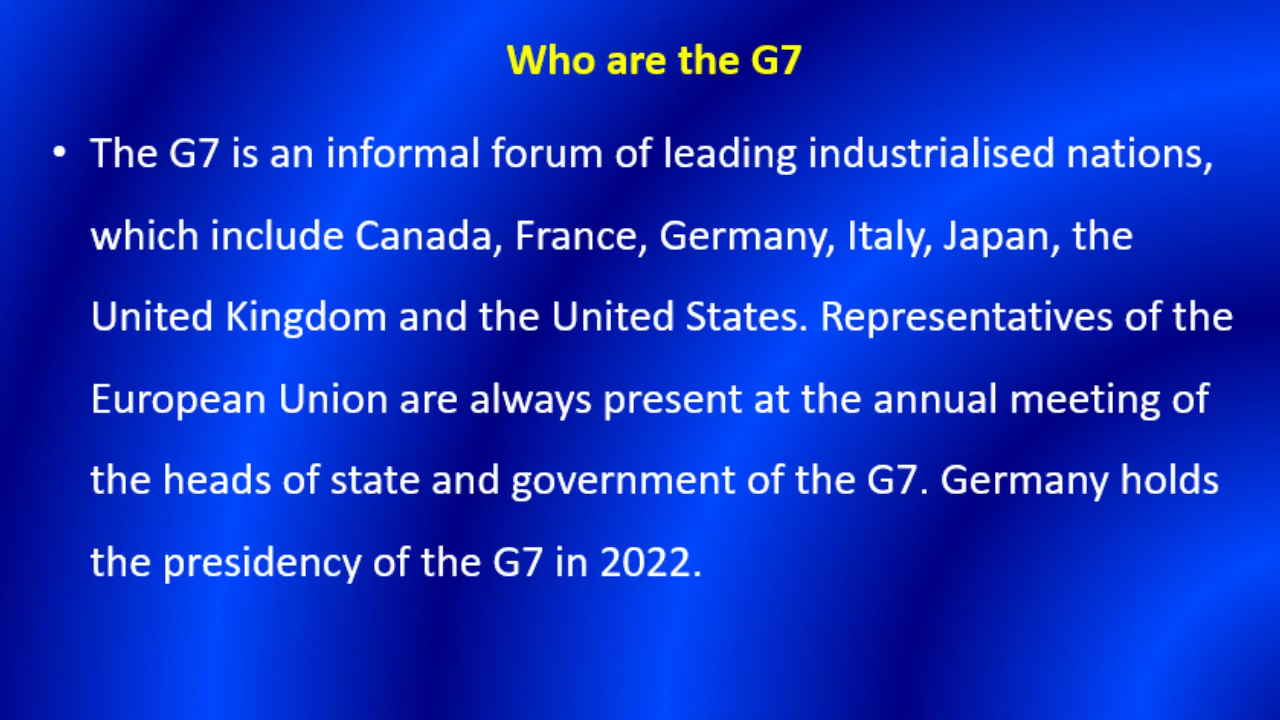 Who are the G7
• The G7 is an informal forum of leading industrialised nations,
which include Canada, France, Germany, Italy, Japan, the
United Kingdom and the United States. Representatives of the
European Union are always present at the annual meeting of
the heads of state and government of the G7. Germany holds
the presidency of the G7 in 2022.